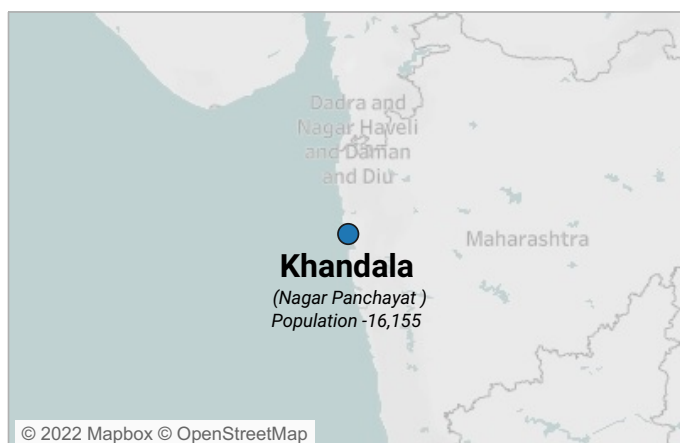 Dadra and
Nagar Haveli
and Daman
and Diu
Maharashtra
Khandala
(Nagar Panchayat )
Population -16,155
© 2022 Mapbox © OpenStreetMap